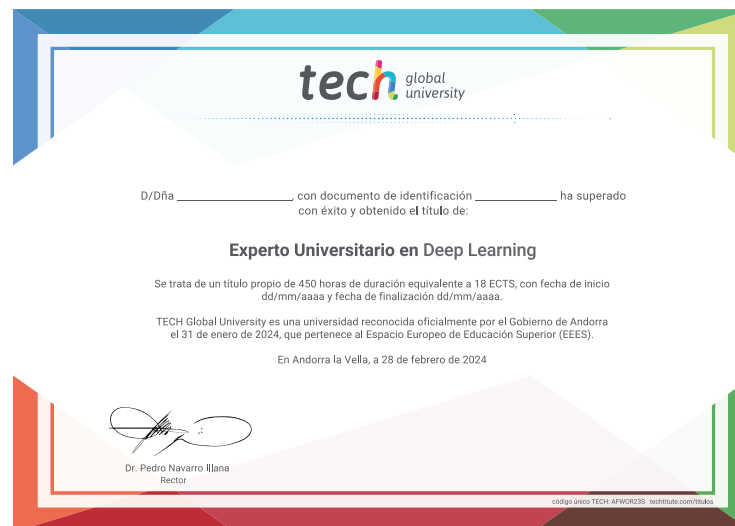 tech global university
D/Dña ____________________, con documento de identificación ______________ ha superado
con éxito y obtenido el título de:
Experto Universitario en Deep Learning
Se trata de un título propio de 450 horas de duración equivalente a 18 ECTS, con fecha de inicio
dd/mm/aaaa y fecha de finalización dd/mm/aaaa.
TECH Global University es una universidad reconocida oficialmente por el Gobierno de Andorra
el 31 de enero de 2024, que pertenece al Espacio Europeo de Educación Superior (EEES).
En Andorra la Vella, a 28 de febrero de 2024
Dr. Pedro Navarro Illana
Rector
código único TECH: AFWOR23S techtitute.com/titulos